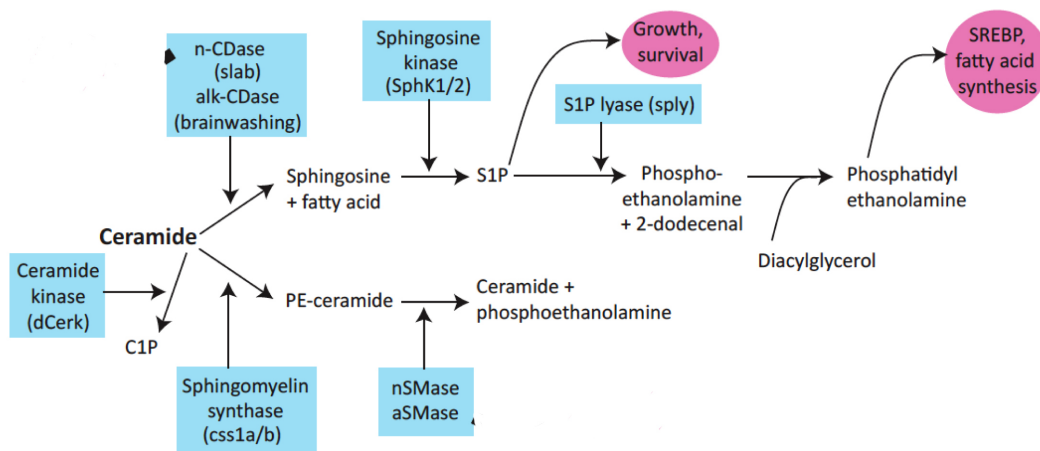 n-CDase
(slab)
alk-CDase
(brainwashing)
Sphingosine
kinase
(SphK1/2)
Growth,
survival
SREBP,
fatty acid
synthesis
S1P lyase (sply)
Sphingosine
+ fatty acid
S1P
Phospho-
ethanolamine
+ 2-dodecenal
Phosphatidyl
ethanolamine
Ceramide
Diacylglycerol
Ceramide
kinase
(dCerk)
C1P
PE-ceramide
Ceramide +
phosphoethanolamine
Sphingomyelin
synthase
(css1a/b)
nSMase
aSMase